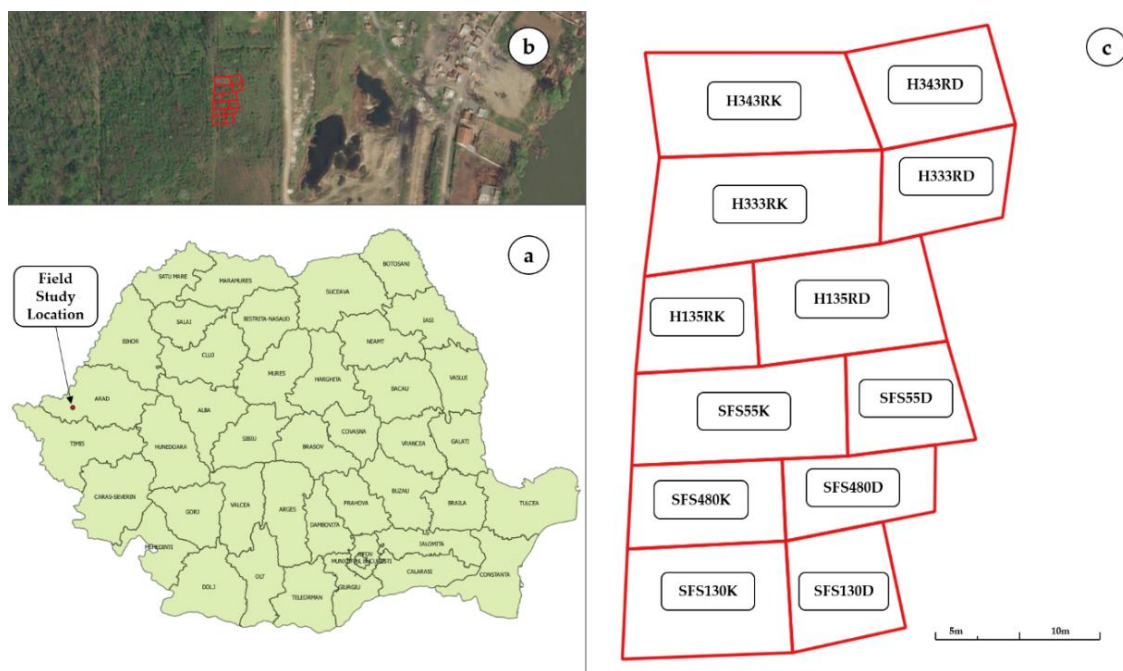 b
a
Field
Study
Location
SATU MARE
MARAMURES
BOTOSANI
SUCEAVA
SALAJ
BISTRITA-NASAUD
IASI
BIHOR
CLUJ
NEAMT
MURES
HARGHITA
BACAU
VASLUI
ARAD
ALBA
TIMIS
HUNEDOARA
SIBIU
BRASOV
COVASNA
VRANCEA
GALATI
CARAS-SEVERIN
GORJ
VALCEA
ARGES
PRAHOVA
BUZAU
BRAILA
TULCEA
DAMBOVITA
MEHEDINTI
IALOMITA
CALARASI
CONSTANTA
DOLJ
OLT
TELEORMAN
GIURGIU
c
H343RK
H343RD
H333RK
H333RD
H135RK
H135RD
SFS55K
SFS55D
SFS480K
SFS480D
SFS130K
SFS130D
5m
10m